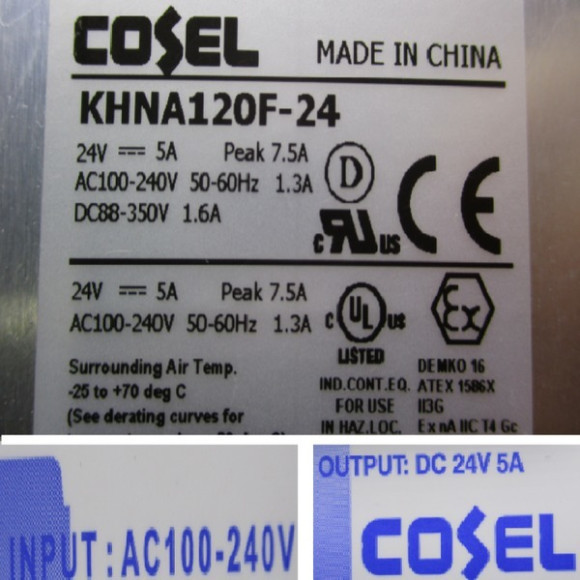 COSEL
MADE IN CHINA
KHNA120F-24
24V ⎓ 5A Peak 7.5A
AC100-240V 50-60Hz 1.3A
DC88-350V 1.6A
D
c RU US
CE
24V ⎓ 5A Peak 7.5A
AC100-240V 50-60Hz 1.3A
c UL US
LISTED
Ex
Surrounding Air Temp.
-25 to +70 deg C
(See derating curves for
IND.CONT.EQ.
FOR USE
IN HAZ.LOC.
DEMKO 16
ATEX 1586X
II3G
Ex nA IIC T4 Gc
INPUT : AC100-240V
OUTPUT: DC 24V 5A
COSEL